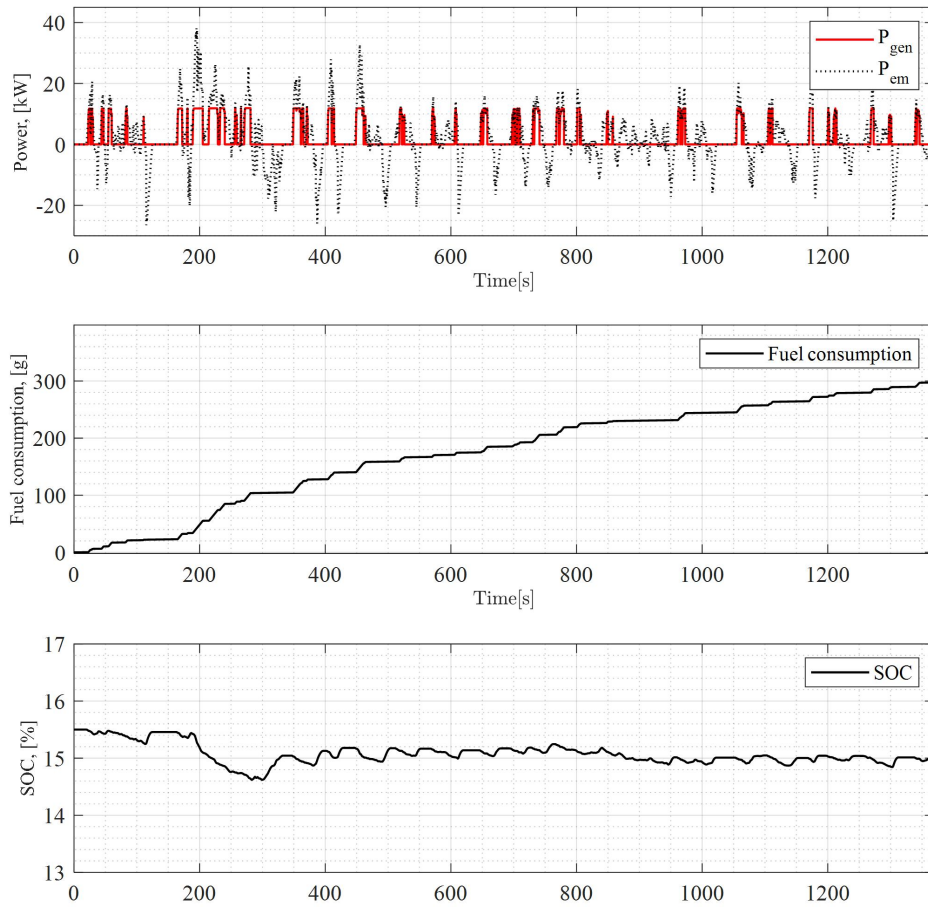 40
20
0
-20
Power, [kW]
P_gen
P_em
0 200 400 600 800 1000 1200
Time[s]
300
200
100
0
Fuel consumption, [g]
Fuel consumption
0 200 400 600 800 1000 1200
Time[s]
17
16
15
14
13
SOC, [%]
SOC
0 200 400 600 800 1000 1200